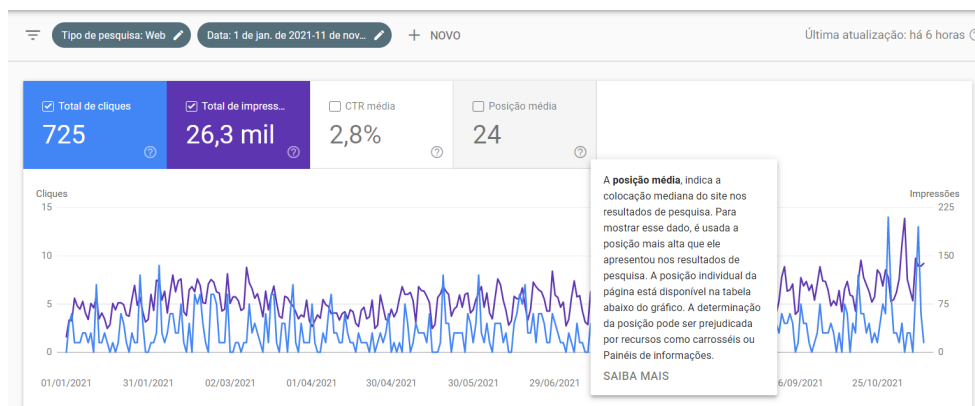 Tipo de pesquisa: Web
Data: 1 de jan. de 2021-11 de nov...
+ NOVO
Última atualização: há 6 horas
Total de cliques
725
Total de impress...
26,3 mil
CTR média
2,8%
Posição média
24
A posição média, indica a
colocação mediana do site nos
resultados de pesquisa. Para
mostrar esse dado, é usada a
posição mais alta que ele
apresentou nos resultados de
pesquisa. A posição individual da
página está disponível na tabela
abaixo do gráfico. A determinação
da posição pode ser prejudicada
por recursos como carrosséis ou
Painéis de informações.
SAIBA MAIS
Cliques
15
10
5
0
Impressões
225
150
75
0
01/01/2021
31/01/2021
02/03/2021
01/04/2021
30/04/2021
30/05/2021
29/06/2021
6/09/2021
25/10/2021